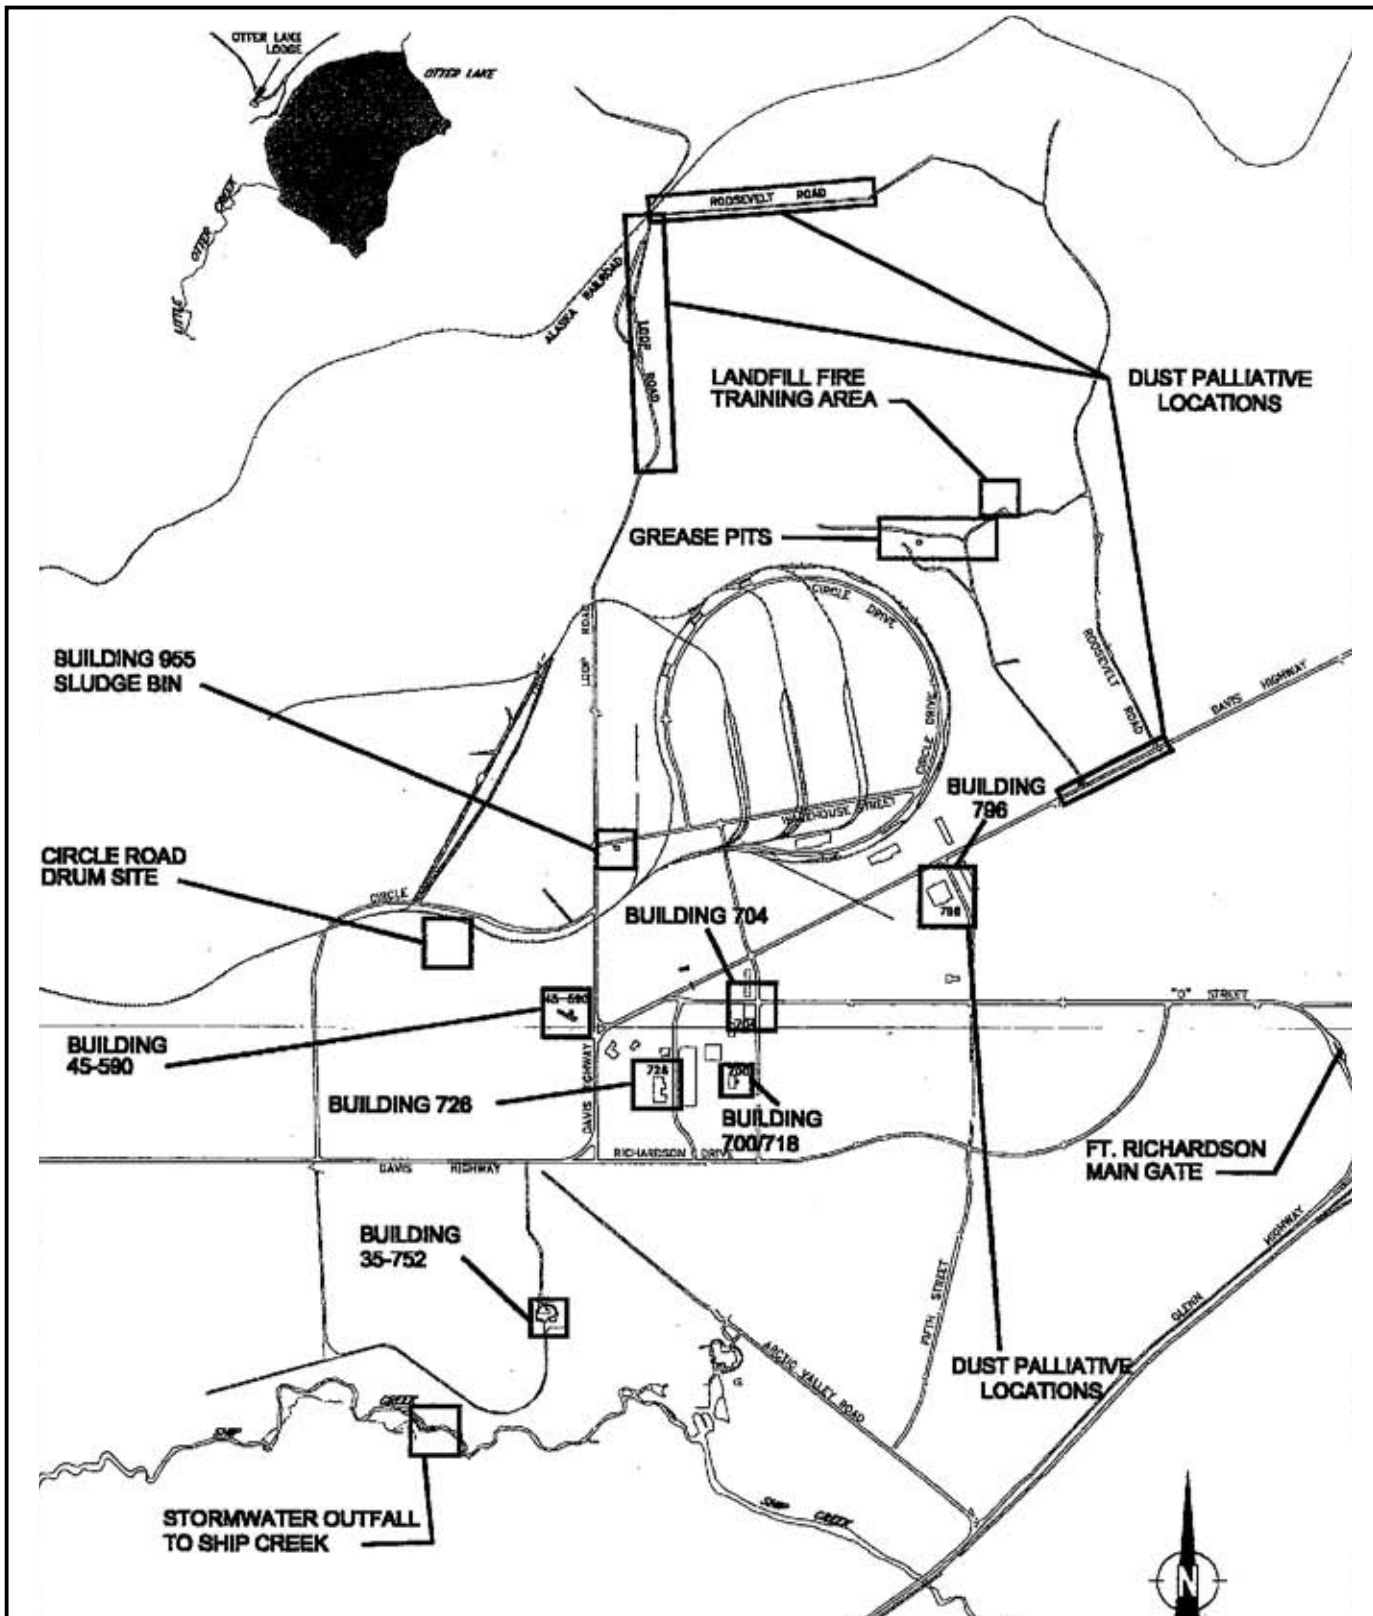 OTTER LAKE
LODGE
OTTER LAKE
LITTLE OTTER CREEK
ROOSEVELT ROAD
ALASKA RAILROAD
LOOP ROAD
LANDFILL FIRE
TRAINING AREA
DUST PALLIATIVE
LOCATIONS
GREASE PITS
CIRCLE DRIVE
LOOP ROAD
ROOSEVELT ROAD
DAVIS HIGHWAY
BUILDING 955
SLUDGE BIN
CIRCLE DRIVE
BUILDING
796
WAREHOUSE STREET
CIRCLE ROAD
DRUM SITE
CIRCLE
BUILDING 704
796
45-590
704
"D" STREET
BUILDING
45-590
DAVIS HIGHWAY
726
700
BUILDING 726
BUILDING
700/718
FT. RICHARDSON
MAIN GATE
RICHARDSON DRIVE
DAVIS HIGHWAY
BUILDING
35-752
FIFTH STREET
GLENN HIGHWAY
ARCTIC VALLEY ROAD
DUST PALLIATIVE
LOCATIONS
SHIP CREEK
STORMWATER OUTFALL
TO SHIP CREEK
SHIP CREEK
N